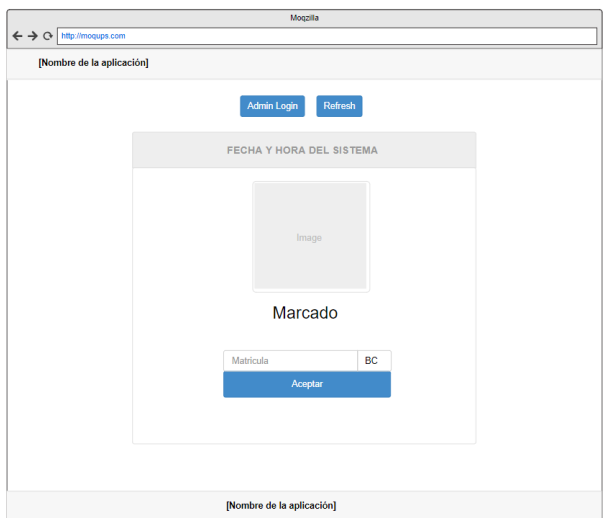 Moqzilla
http://moqups.com
[Nombre de la aplicación]
Admin Login Refresh
FECHA Y HORA DEL SISTEMA
Image
Marcado
Matricula BC
Aceptar
[Nombre de la aplicación]